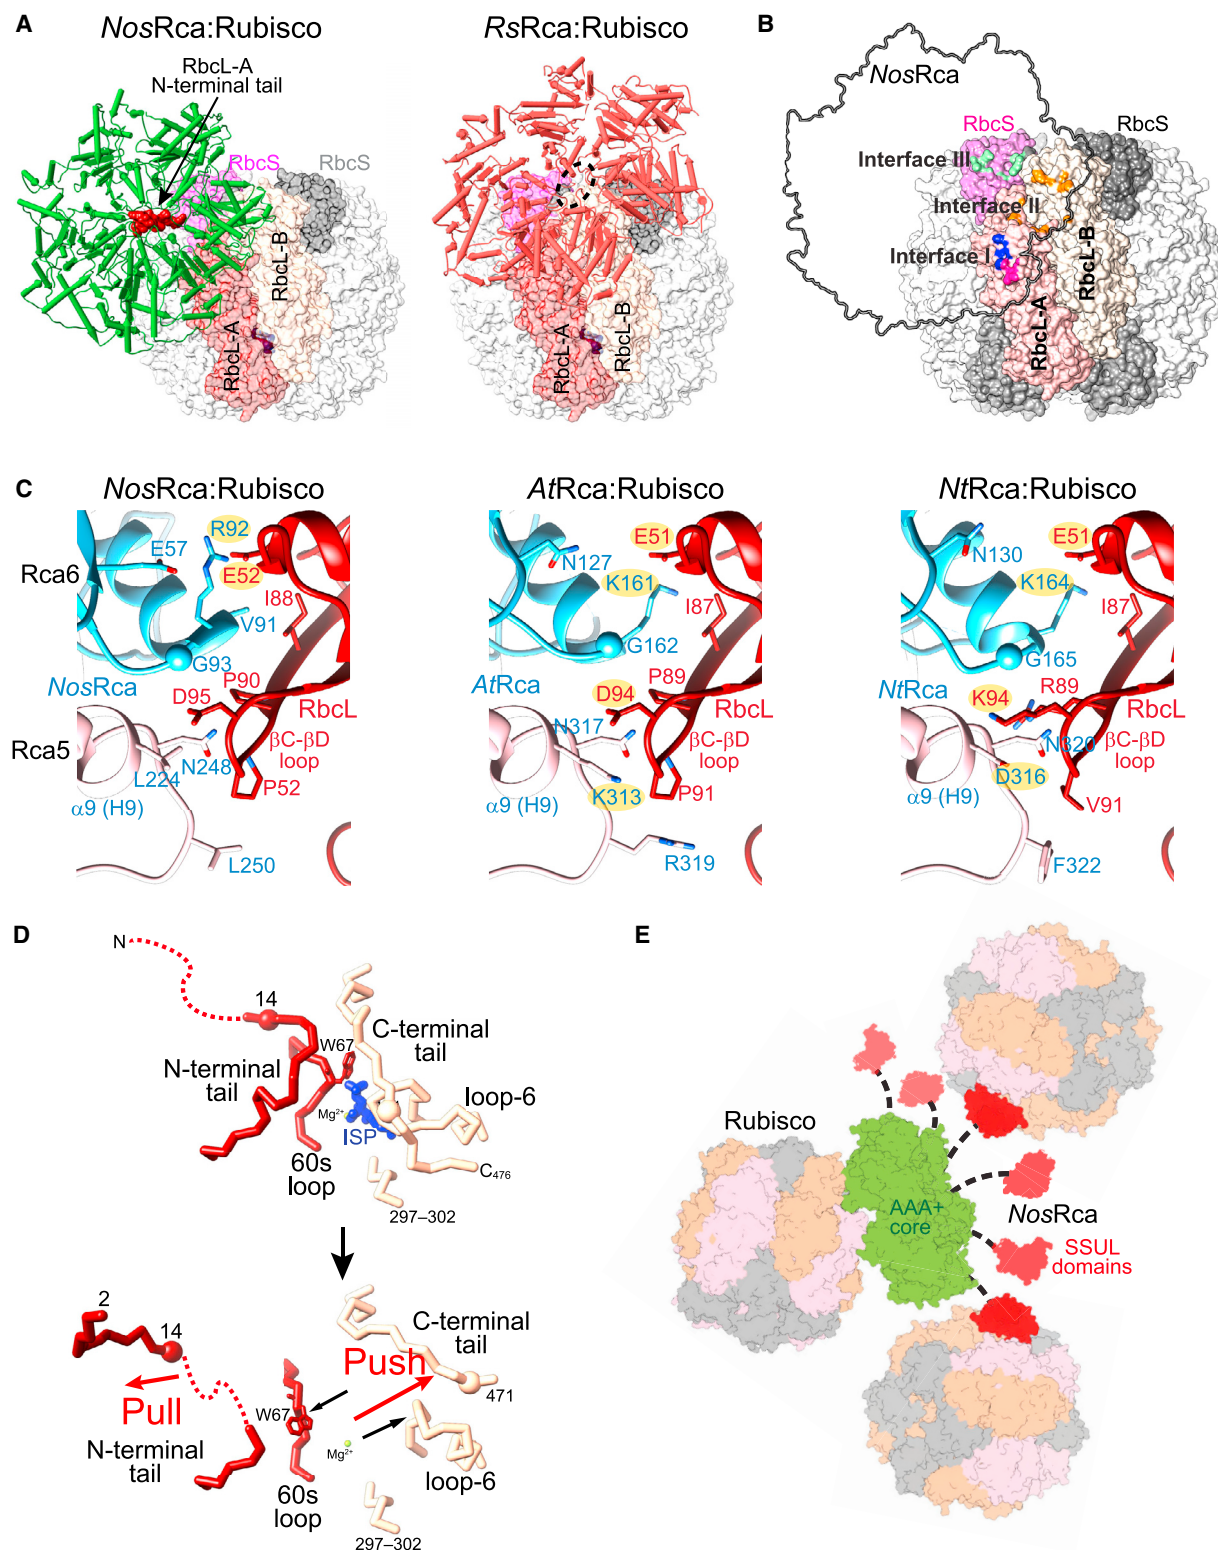 A
NosRca:Rubisco
RbcL-A
N-terminal tail
RbcS
RbcS
RbcL-A
RbcL-B
RsRca:Rubisco
RbcL-A
RbcL-B
B
NosRca
RbcS
RbcS
Interface III
Interface II
Interface I
RbcL-A
RbcL-B
C
NosRca:Rubisco
R92
E57
E52
Rca6
I88
V91
G93
P90
NosRca
D95
RbcL
Rca5
βC-βD
loop
N248
L224
P52
α9 (H9)
L250
AtRca:Rubisco
E51
N127
K161
I87
G162
P89
AtRca
D94
RbcL
N317
βC-βD
loop
K313
P91
α9 (H9)
R319
NtRca:Rubisco
E51
N130
K164
I87
G165
R89
NtRca
K94
RbcL
N320
βC-βD
loop
D316
α9 (H9)
V91
F322
D
N
14
W67
C-terminal
tail
N-terminal
tail
Mg2+
ISP
loop-6
60s
loop
C476
297–302
2
14
C-terminal
tail
Push
Pull
W67
471
N-terminal
tail
Mg2+
loop-6
60s
loop
297–302
E
Rubisco
AAA+
core
NosRca
SSUL
domains